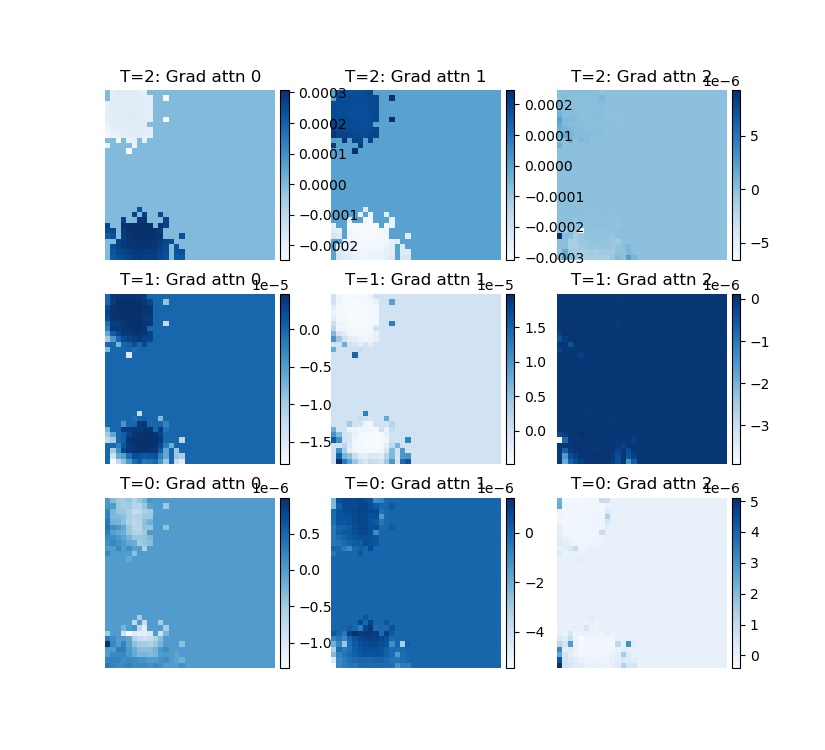 T=2: Grad attn 0
T=2: Grad attn 1
T=2: Grad attn 2
1e−6
0.0003
0.0002
0.0001
0.0000
−0.0001
−0.0002
0.0002
0.0001
0.0000
−0.0001
−0.0002
−0.0003
5
0
−5
T=1: Grad attn 0
1e−5
T=1: Grad attn 1
1e−5
T=1: Grad attn 2
1e−6
0.0
−0.5
−1.0
−1.5
1.5
1.0
0.5
0.0
0
−1
−2
−3
T=0: Grad attn 0
1e−6
T=0: Grad attn 1
1e−6
T=0: Grad attn 2
1e−6
0.5
0.0
−0.5
−1.0
0
−2
−4
5
4
3
2
1
0